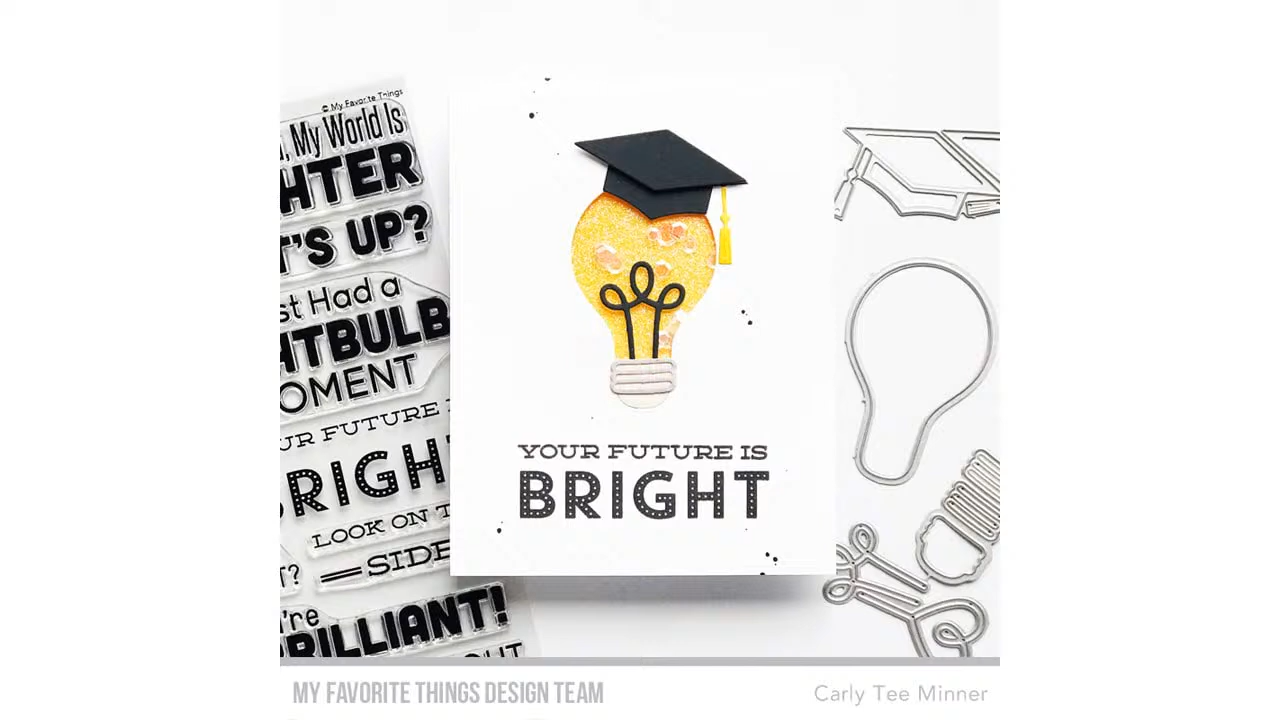 © My Favorite Things
, My World Is
HTER
T'S UP?
st Had a
HTBULB
OMENT
UR FUTURE
BRIGH
LOOK ON T
SIDE
T?
're
RILLIANT!
YOUR FUTURE IS
BRIGHT
MY FAVORITE THINGS DESIGN TEAM
Carly Tee Minner